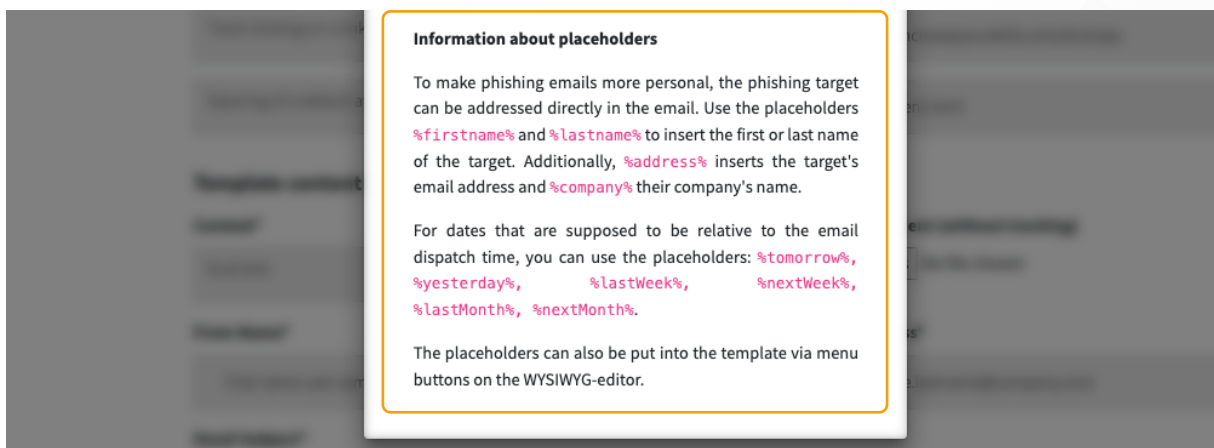 Information about placeholders
To make phishing emails more personal, the phishing target
can be addressed directly in the email. Use the placeholders
%firstname% and %lastname% to insert the first or last name
of the target. Additionally, %address% inserts the target's
email address and %company% their company's name.
For dates that are supposed to be relative to the email
dispatch time, you can use the placeholders: %tomorrow%,
%yesterday%, %lastWeek%, %nextWeek%,
%lastMonth%, %nextMonth%.
The placeholders can also be put into the template via menu
buttons on the WYSIWYG-editor.
Template content